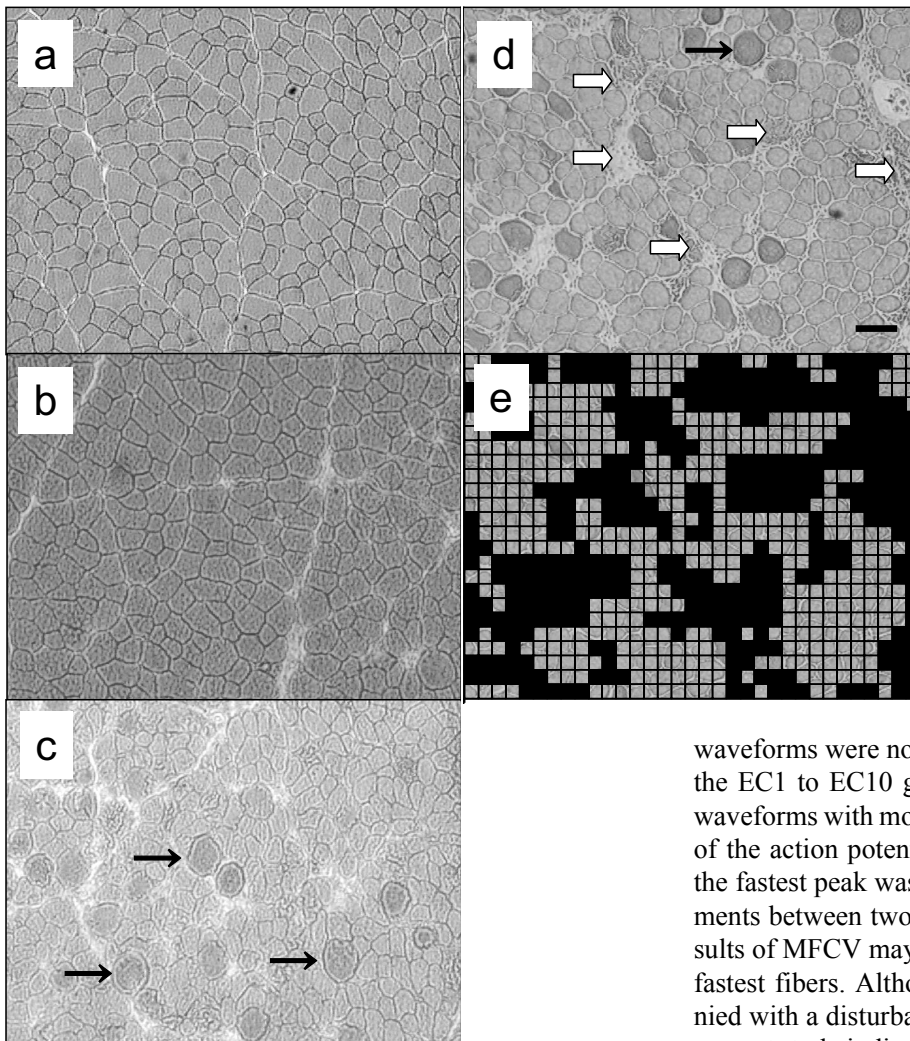 a
b
c
d
e
waveforms were no
the EC1 to EC10 g
waveforms with mo
of the action poten
the fastest peak was
ments between two
sults of MFCV may
fastest fibers. Altho
nied with a disturba